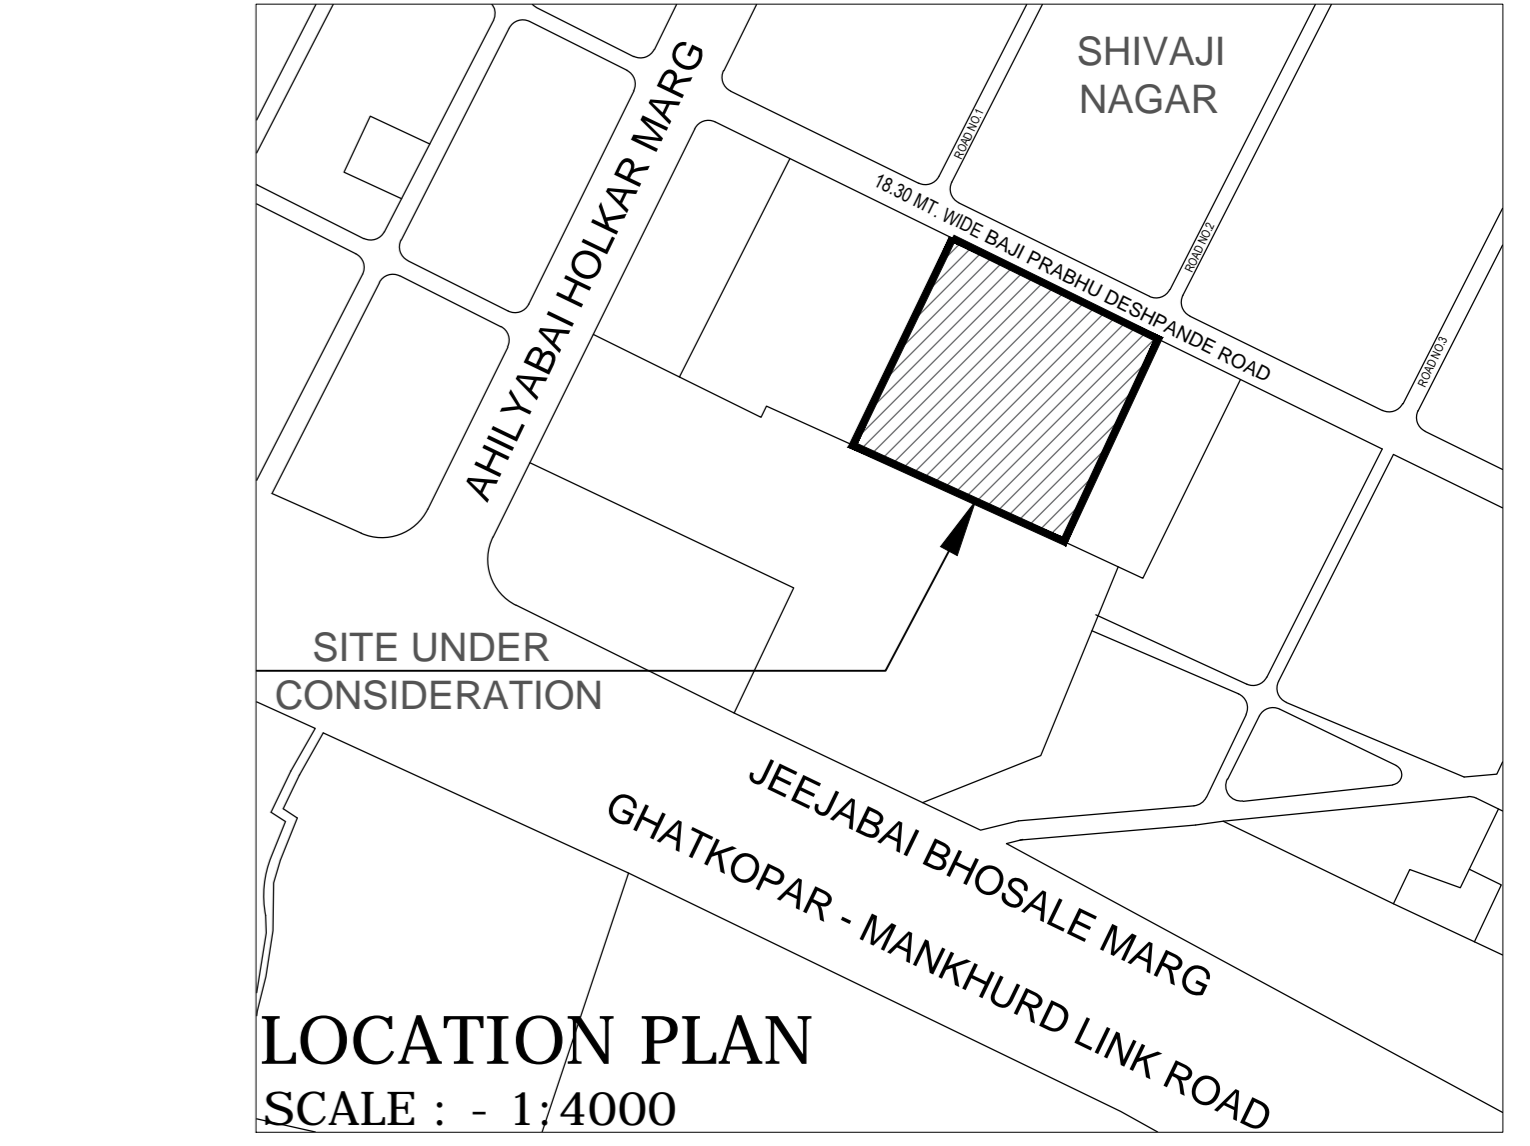 SHIVAJI
NAGAR
AHILYABAI HOLKAR MARG
ROAD NO.1
18.30 MT. WIDE BAJI PRABHU DESHPANDE ROAD
ROAD NO.2
ROAD NO.3
SITE UNDER
CONSIDERATION
JEEJABAI BHOSALE MARG
GHATKOPAR - MANKHURD LINK ROAD
LOCATION PLAN
SCALE : - 1:4000